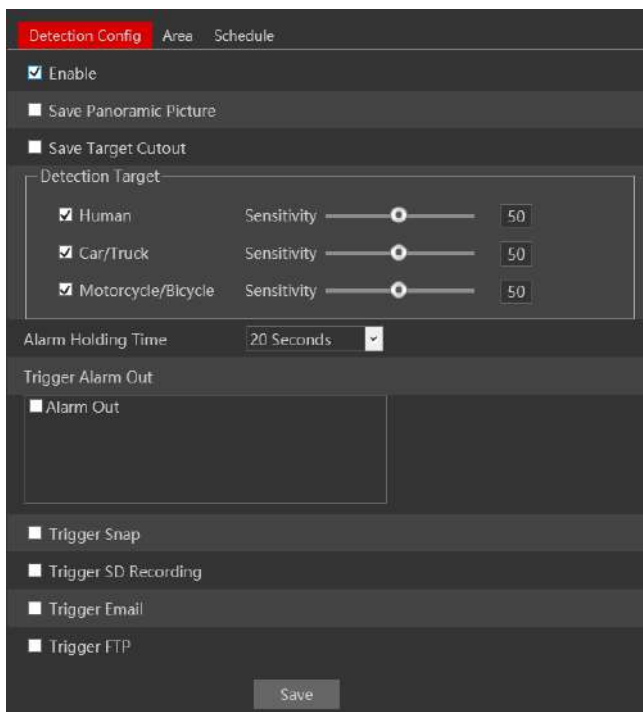 Detection Config Area Schedule
Enable
Save Panoramic Picture
Save Target Cutout
Detection Target
Human Sensitivity 50
Car/Truck Sensitivity 50
Motorcycle/Bicycle Sensitivity 50
Alarm Holding Time 20 Seconds
Trigger Alarm Out
Alarm Out
Trigger Snap
Trigger SD Recording
Trigger Email
Trigger FTP
Save